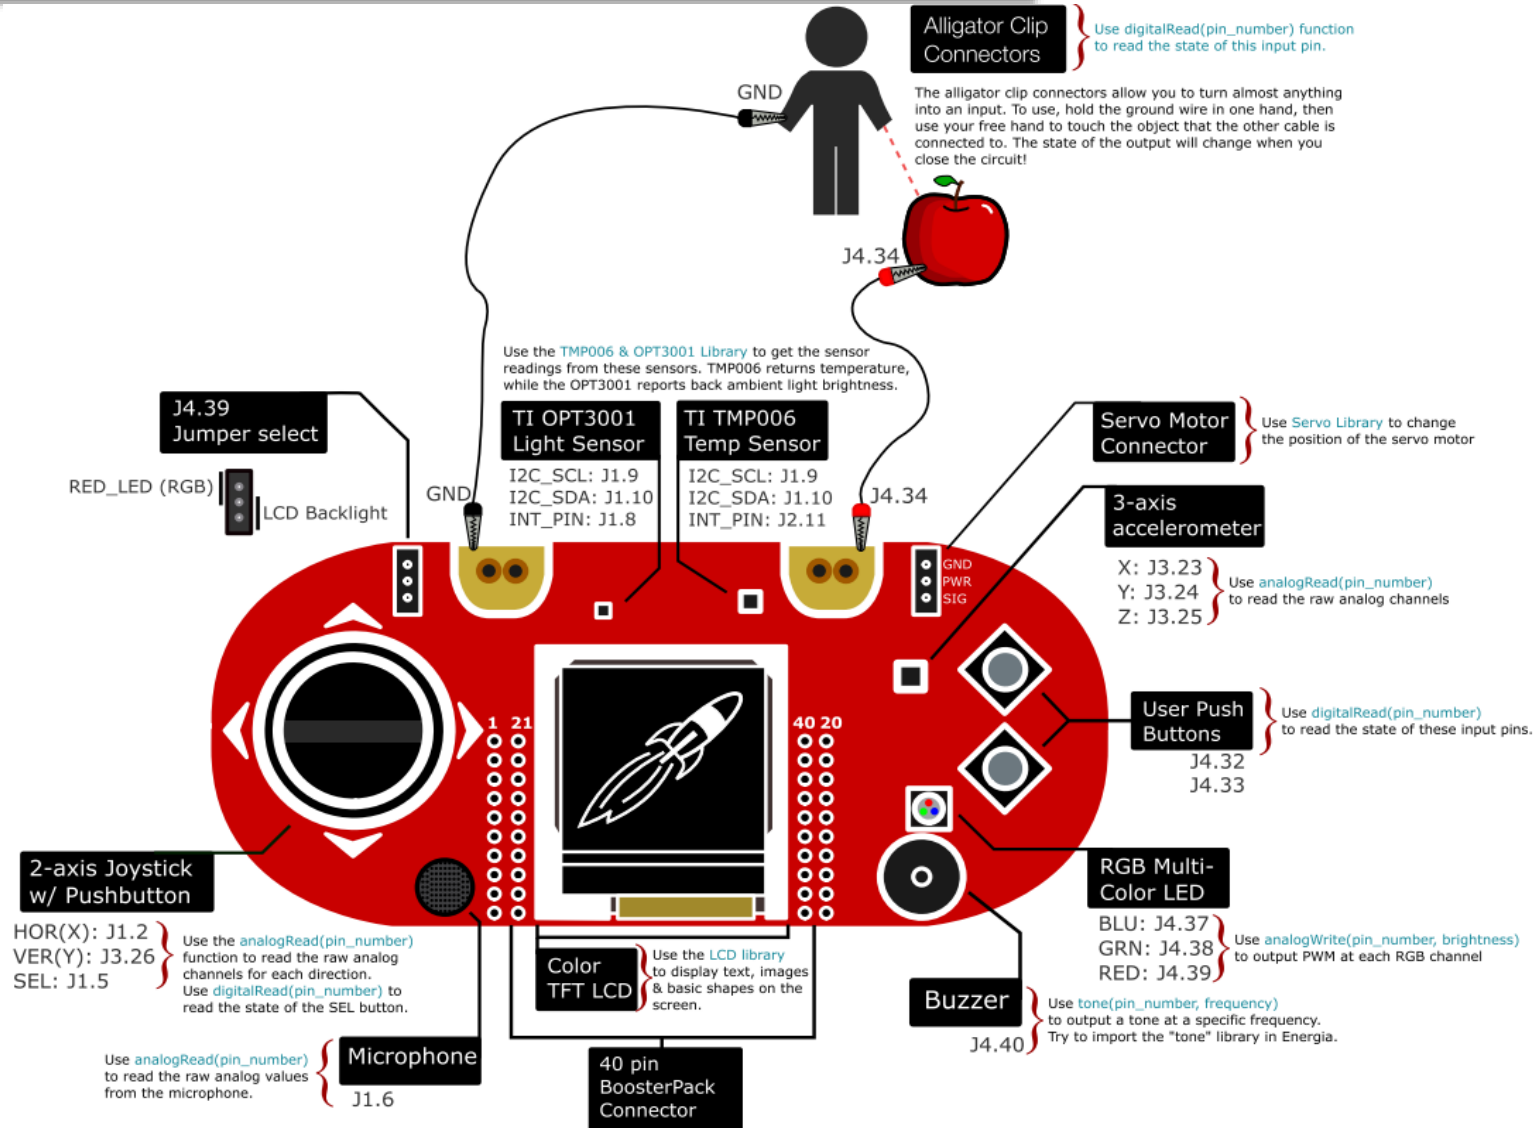 Alligator Clip
Connectors
Use digitalRead(pin_number) function
to read the state of this input pin.
The alligator clip connectors allow you to turn almost anything
into an input. To use, hold the ground wire in one hand, then
use your free hand to touch the object that the other cable is
connected to. The state of the output will change when you
close the circuit!
GND
J4.34
Use the TMP006 & OPT3001 Library to get the sensor
readings from these sensors. TMP006 returns temperature,
while the OPT3001 reports back ambient light brightness.
J4.39
Jumper select
RED_LED (RGB)
LCD Backlight
GND
TI OPT3001
Light Sensor
I2C_SCL: J1.9
I2C_SDA: J1.10
INT_PIN: J1.8
TI TMP006
Temp Sensor
I2C_SCL: J1.9
I2C_SDA: J1.10
INT_PIN: J2.11
J4.34
Servo Motor
Connector
Use Servo Library to change
the position of the servo motor
GND
PWR
SIG
3-axis
accelerometer
X: J3.23
Y: J3.24
Z: J3.25
Use analogRead(pin_number)
to read the raw analog channels
User Push
Buttons
J4.32
J4.33
Use digitalRead(pin_number)
to read the state of these input pins.
1 21
40 20
2-axis Joystick
w/ Pushbutton
HOR(X): J1.2
VER(Y): J3.26
SEL: J1.5
Use the analogRead(pin_number)
function to read the raw analog
channels for each direction.
Use digitalRead(pin_number) to
read the state of the SEL button.
RGB Multi-
Color LED
BLU: J4.37
GRN: J4.38
RED: J4.39
Use analogWrite(pin_number, brightness)
to output PWM at each RGB channel
Color
TFT LCD
Use the LCD library
to display text, images
& basic shapes on the
screen.
Buzzer
J4.40
Use tone(pin_number, frequency)
to output a tone at a specific frequency.
Try to import the "tone" library in Energia.
Use analogRead(pin_number)
to read the raw analog values
from the microphone.
Microphone
J1.6
40 pin
BoosterPack
Connector